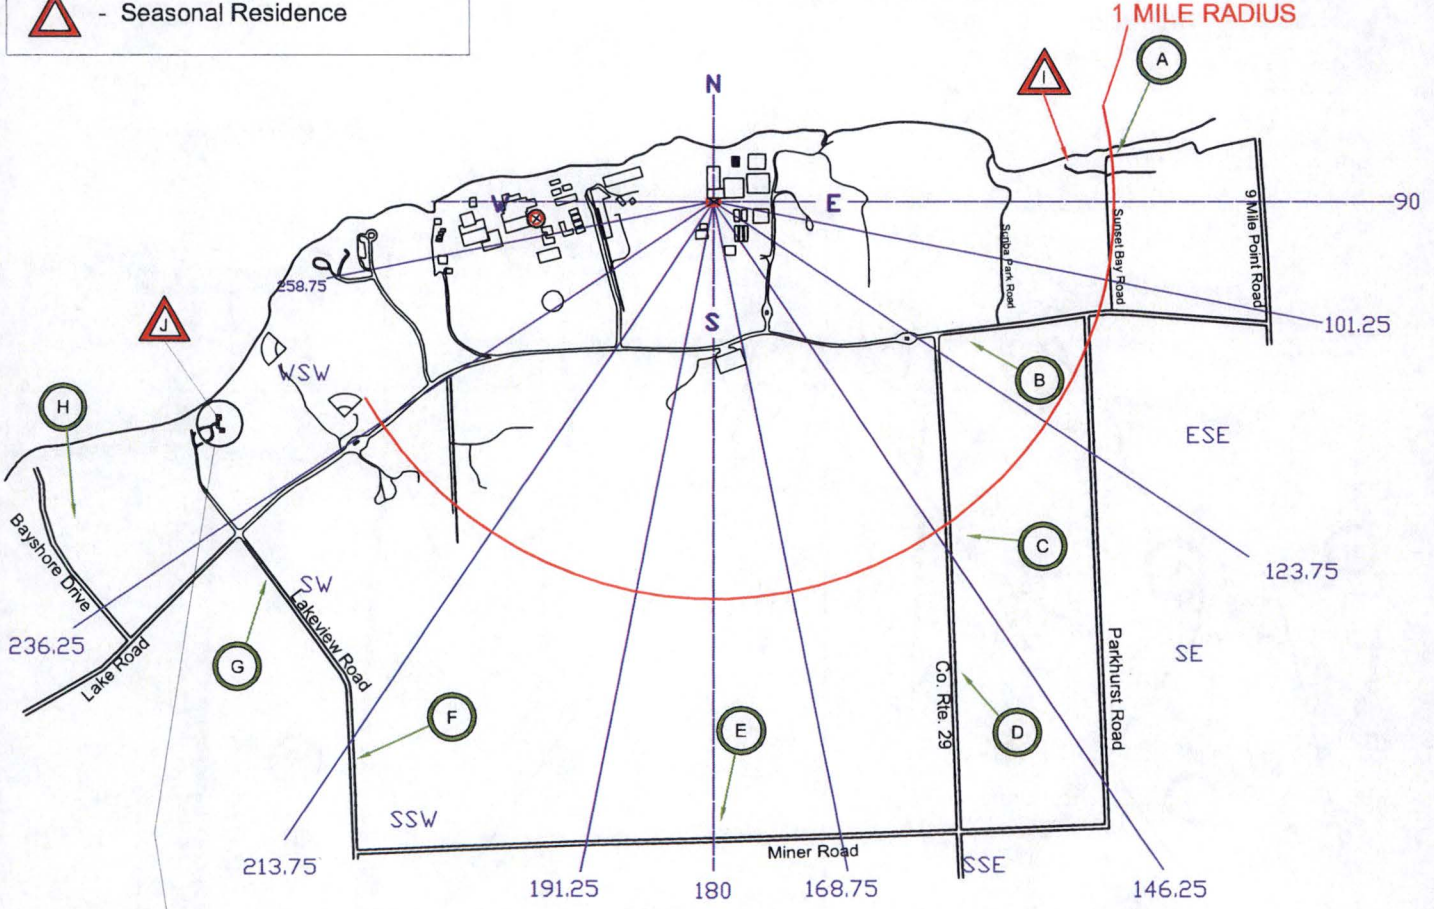 - Seasonal Residence
1 MILE RADIUS
A
I
N
W
E
90
Sunset Bay Road
9 Mile Point Road
Park Road
258.75
J
S
101.25
WSW
B
H
ESE
C
Bayshore Drive
123.75
SW
Lakeview Road
236.25
Lake Road
G
SE
Parkhurst Road
Co. Rte. 29
F
E
D
SSW
Miner Road
213.75
191.25
180
168.75
SSE
146.25